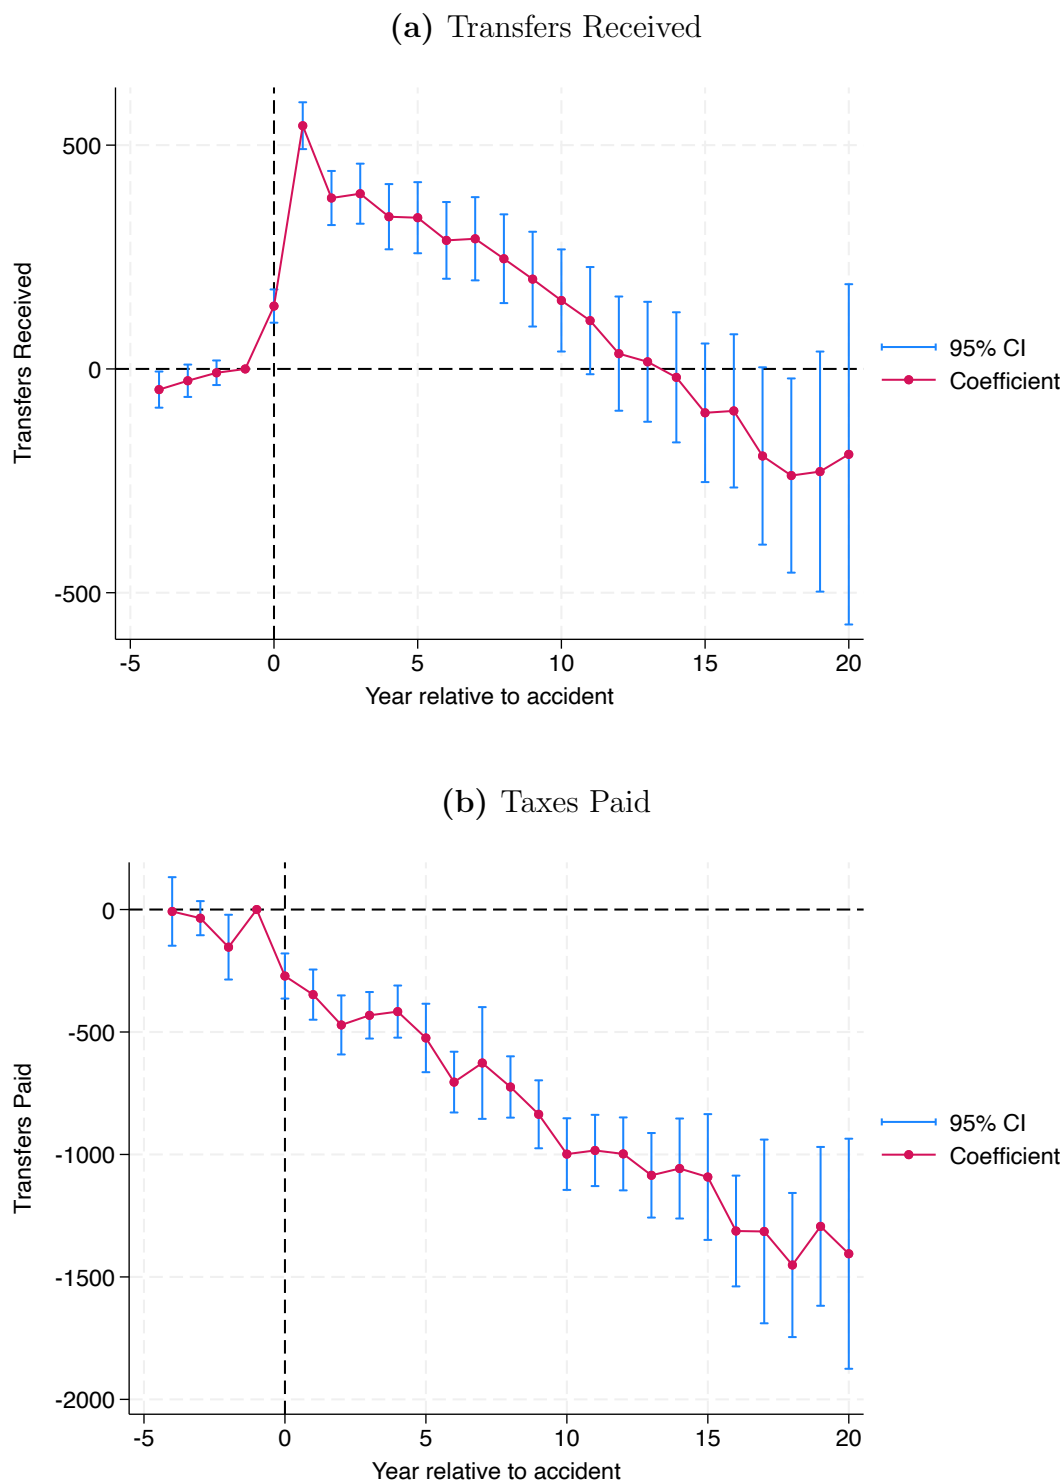 (a) Transfers Received
500
0
-500
Transfers Received
-5 0 5 10 15 20
Year relative to accident
95% CI
Coefficient
(b) Taxes Paid
0
-500
-1000
-1500
-2000
Transfers Paid
-5 0 5 10 15 20
Year relative to accident
95% CI
Coefficient